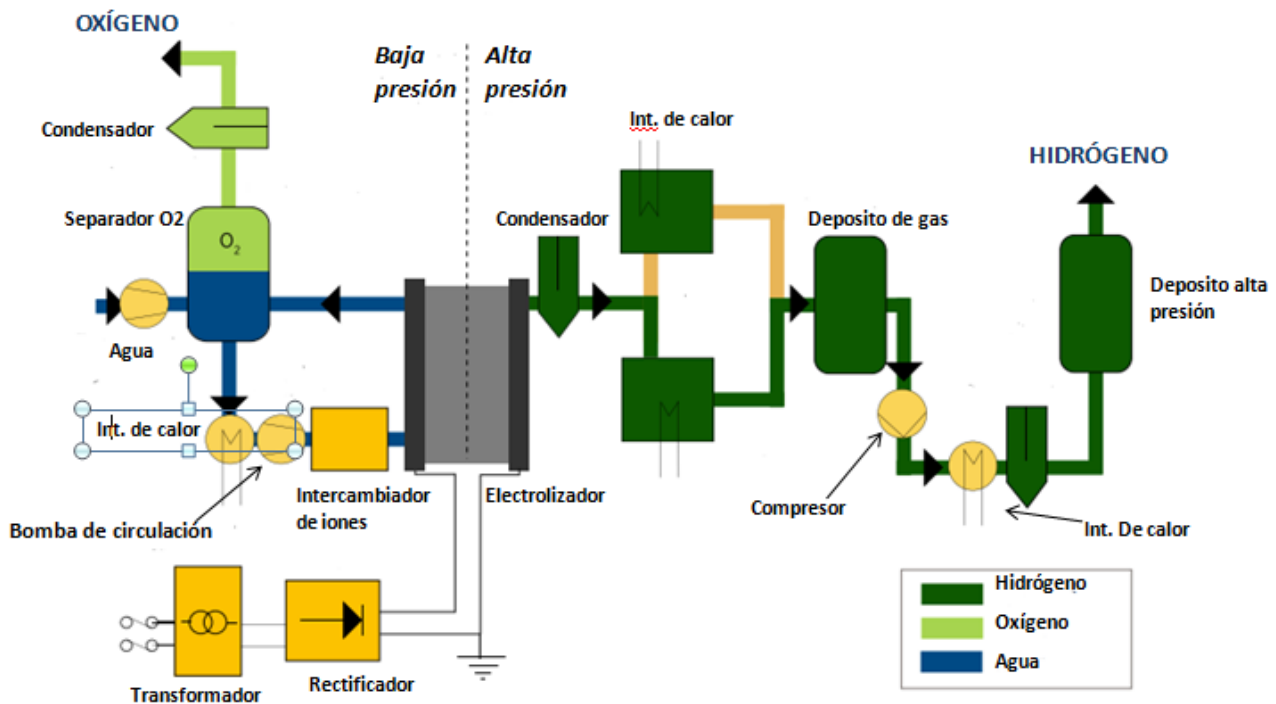 OXÍGENO
Baja
presión
Alta
presión
Condensador
Int. de calor
HIDRÓGENO
Separador O2
O2
Condensador
Deposito de gas
Deposito alta
presión
Agua
Int. de calor
Intercambiador
de iones
Electrolizador
Bomba de circulación
Compresor
Int. De calor
Transformador
Rectificador
Hidrógeno
Oxígeno
Agua